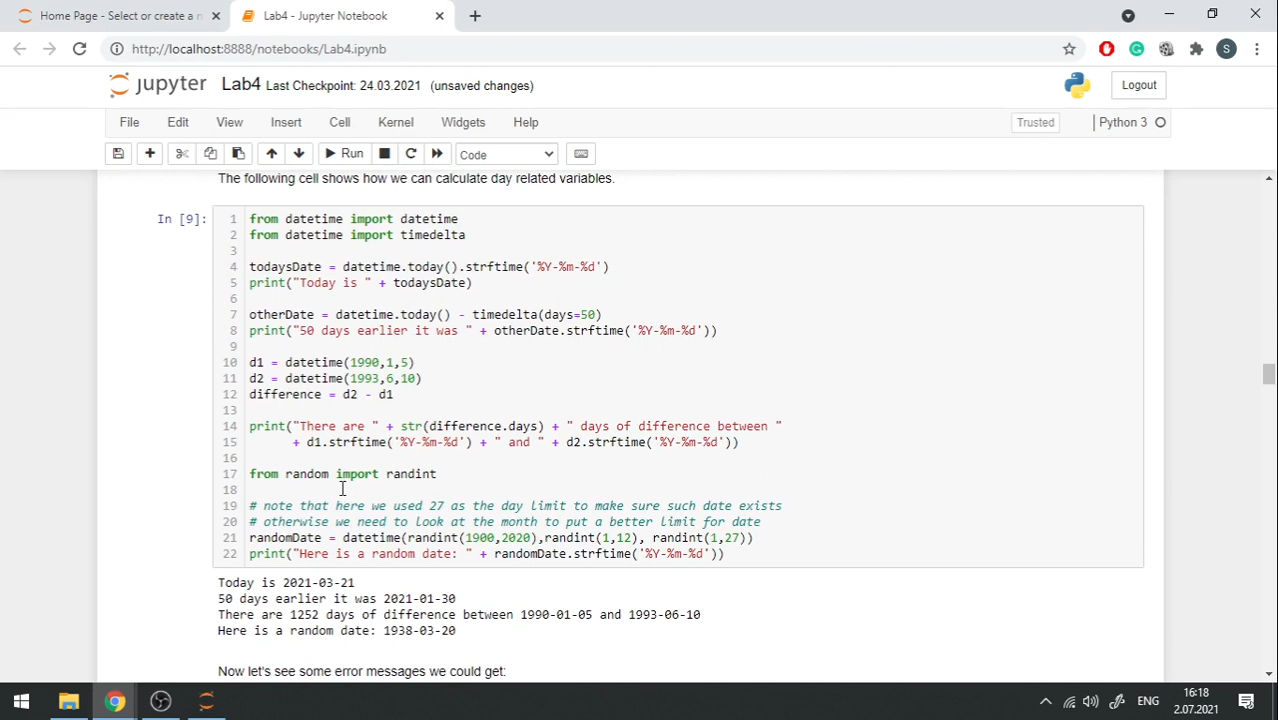 Home Page - Select or create a n
Lab4 - Jupyter Notebook
http://localhost:8888/notebooks/Lab4.ipynb
S
jupyter Lab4 Last Checkpoint: 24.03.2021 (unsaved changes)
Logout
File Edit View Insert Cell Kernel Widgets Help
Trusted
Python 3
Run
Code
The following cell shows how we can calculate day related variables.
In [9]:
1 from datetime import datetime
2 from datetime import timedelta
3
4 todaysDate = datetime.today().strftime('%Y-%m-%d')
5 print("Today is " + todaysDate)
6
7 otherDate = datetime.today() - timedelta(days=50)
8 print("50 days earlier it was " + otherDate.strftime('%Y-%m-%d'))
9
10 d1 = datetime(1990,1,5)
11 d2 = datetime(1993,6,10)
12 difference = d2 - d1
13
14 print("There are " + str(difference.days) + " days of difference between "
15 + d1.strftime('%Y-%m-%d') + " and " + d2.strftime('%Y-%m-%d'))
16
17 from random import randint
18
19 # note that here we used 27 as the day limit to make sure such date exists
20 # otherwise we need to look at the month to put a better limit for date
21 randomDate = datetime(randint(1900,2020),randint(1,12), randint(1,27))
22 print("Here is a random date: " + randomDate.strftime('%Y-%m-%d'))
Today is 2021-03-21
50 days earlier it was 2021-01-30
There are 1252 days of difference between 1990-01-05 and 1993-06-10
Here is a random date: 1938-03-20
Now let's see some error messages we could get:
ENG
16:18
2.07.2021